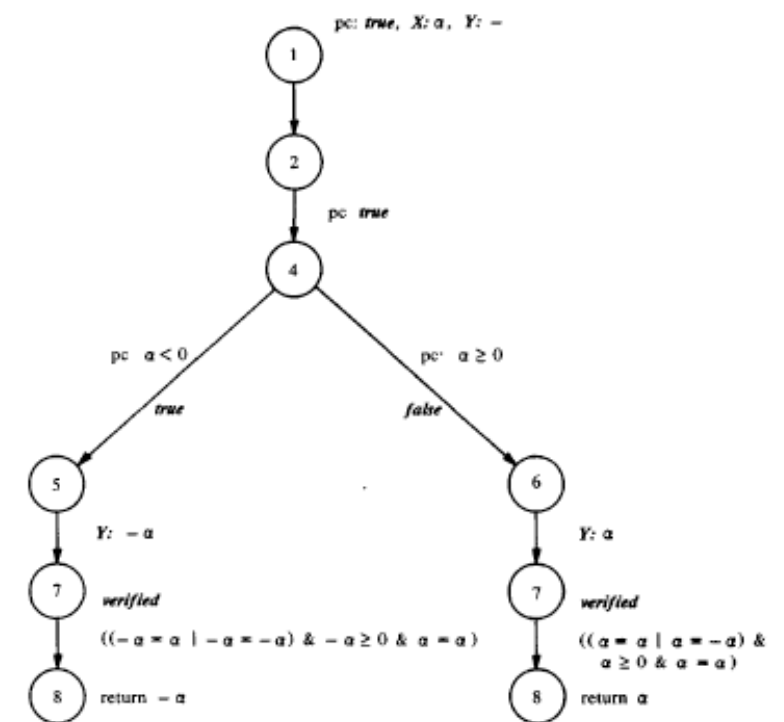 pc: true, X: α, Y: –
1
2
pc true
4
pc α < 0
pc· α ≥ 0
true
false
5
6
Y: – α
Y: α
7
verified
7
verified
((– α = α | – α = – α) & – α ≥ 0 & α = α )
(( α = α | α = – α) &
α ≥ 0 & α = α )
8
return – α
8
return α